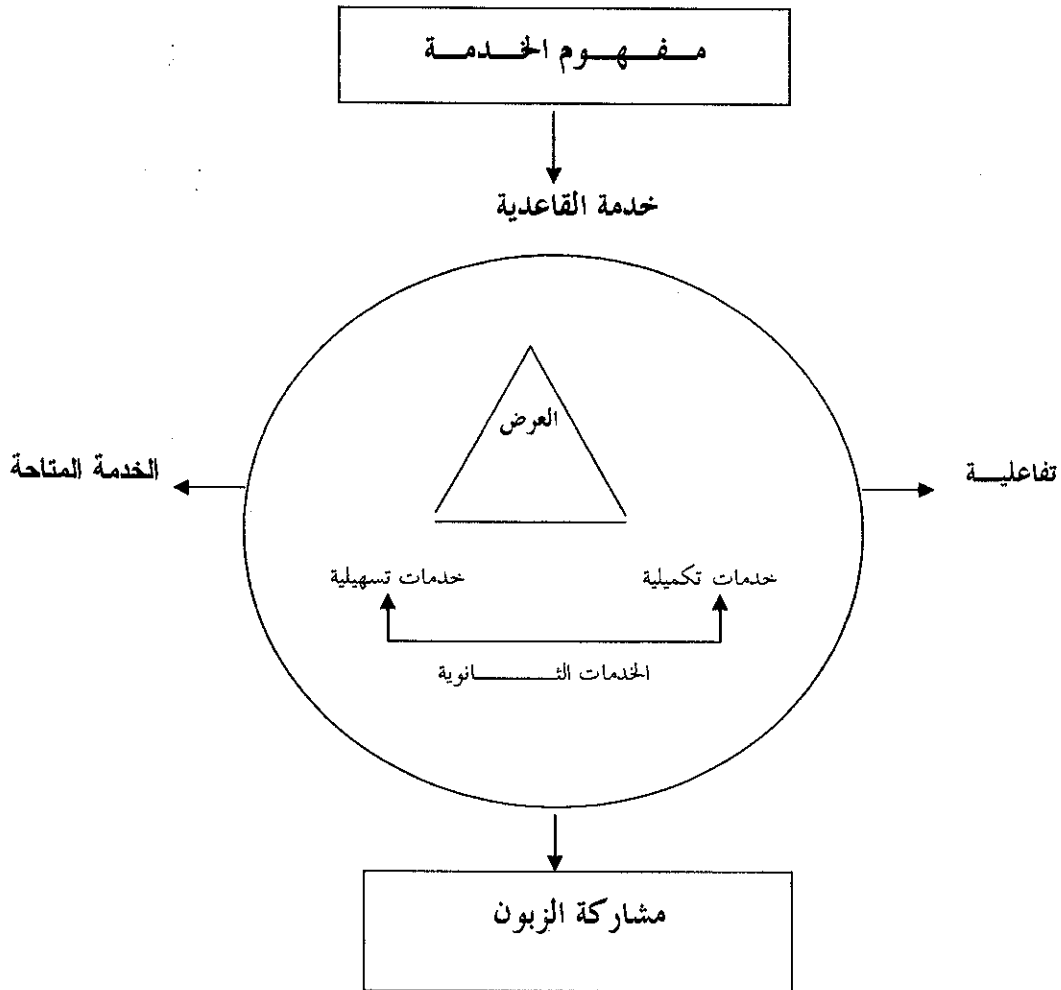 مفهوم الخدمة
خدمة القاعدية
العرض
تفاعلية
الخدمة المتاحة
خدمات تكميلية
خدمات تسهيلية
الخدمات الثانوية
مشاركة الزبون